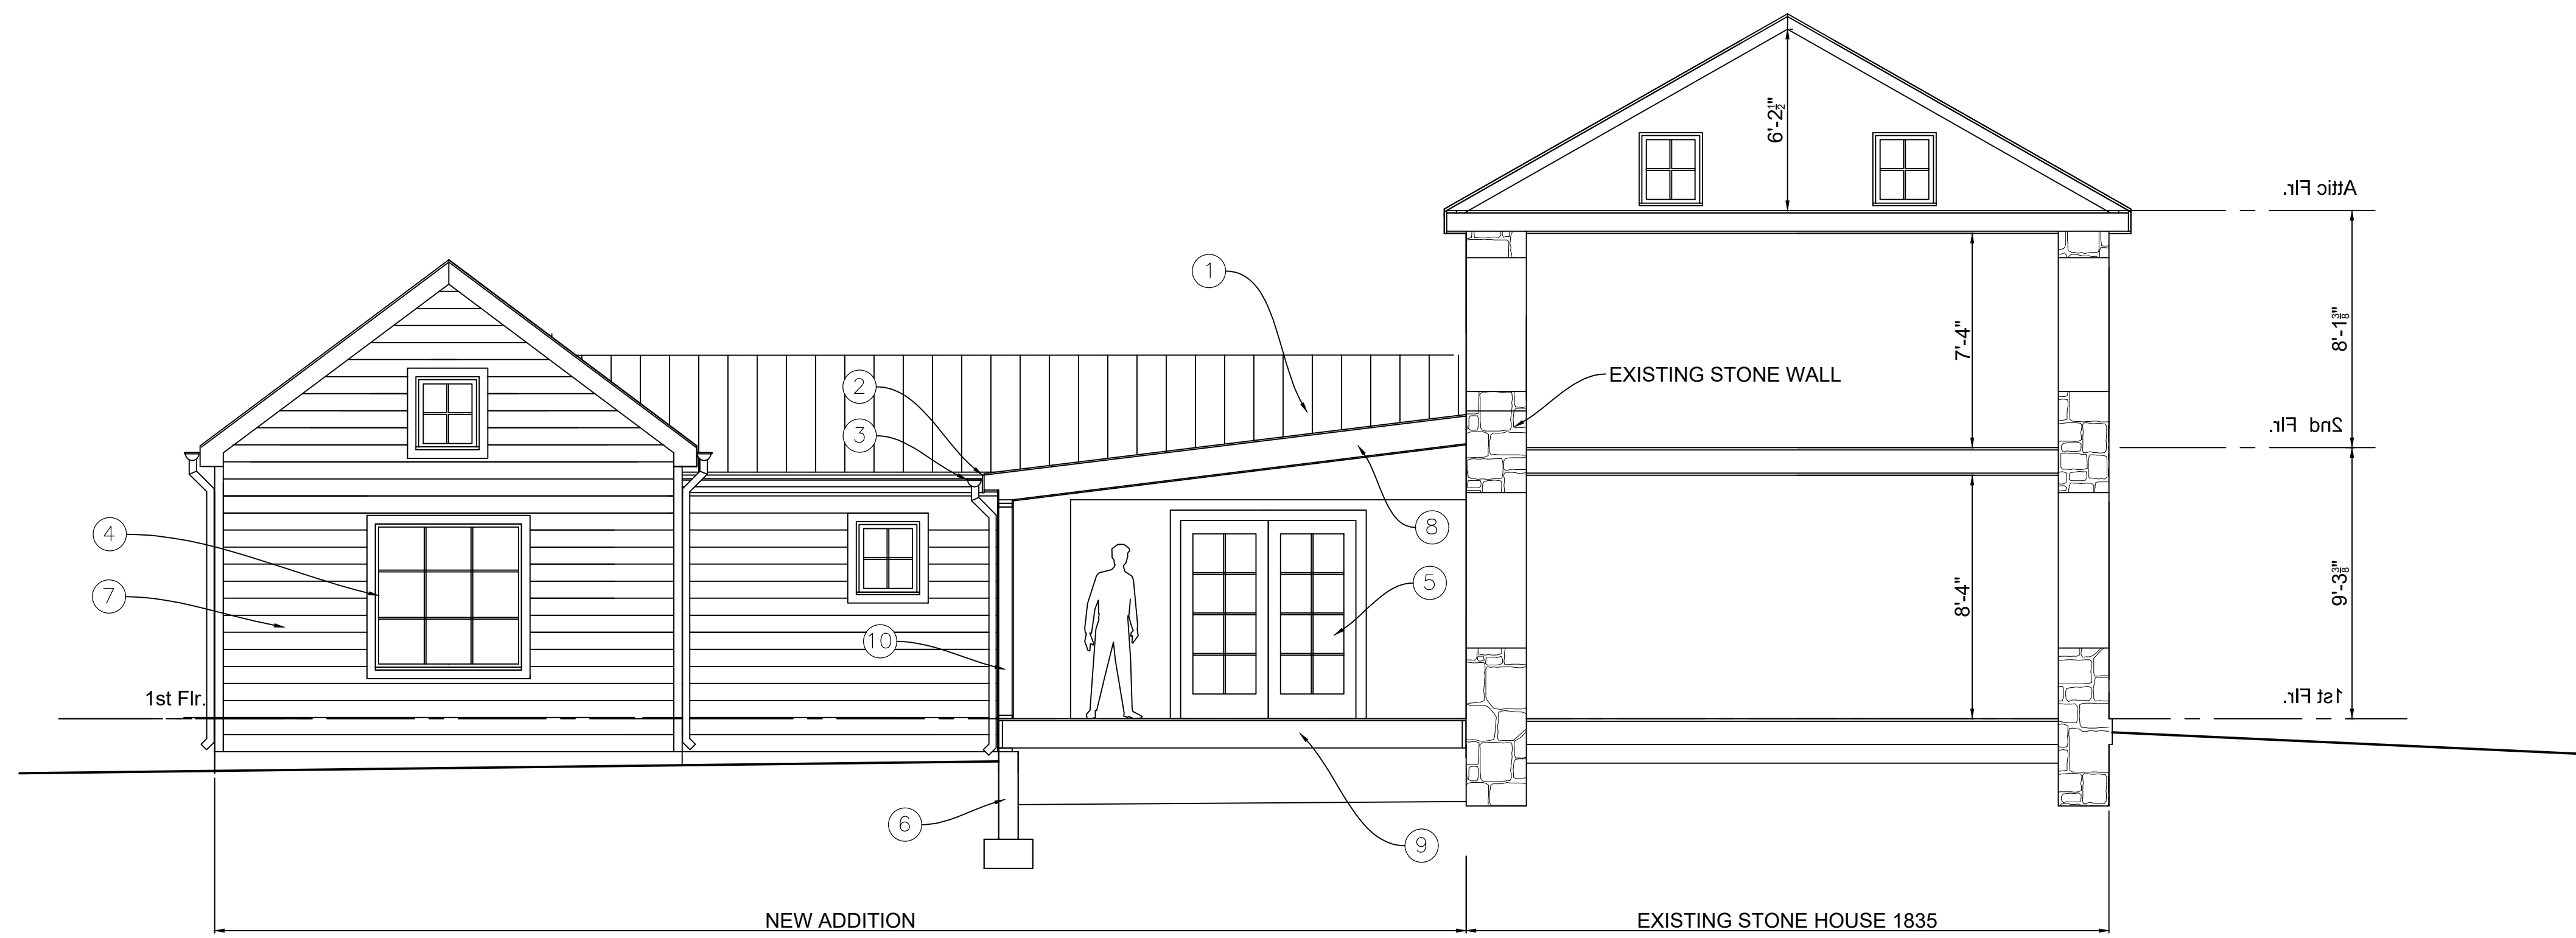 6'-2½"
Attic Flr.
1
8'-1⅜"
7'-4"
EXISTING STONE WALL
2
3
2nd Flr.
8
4
5
7
9'-3⅜"
8'-4"
10
1st Flr.
1st Flr.
6
9
NEW ADDITION
EXISTING STONE HOUSE 1835